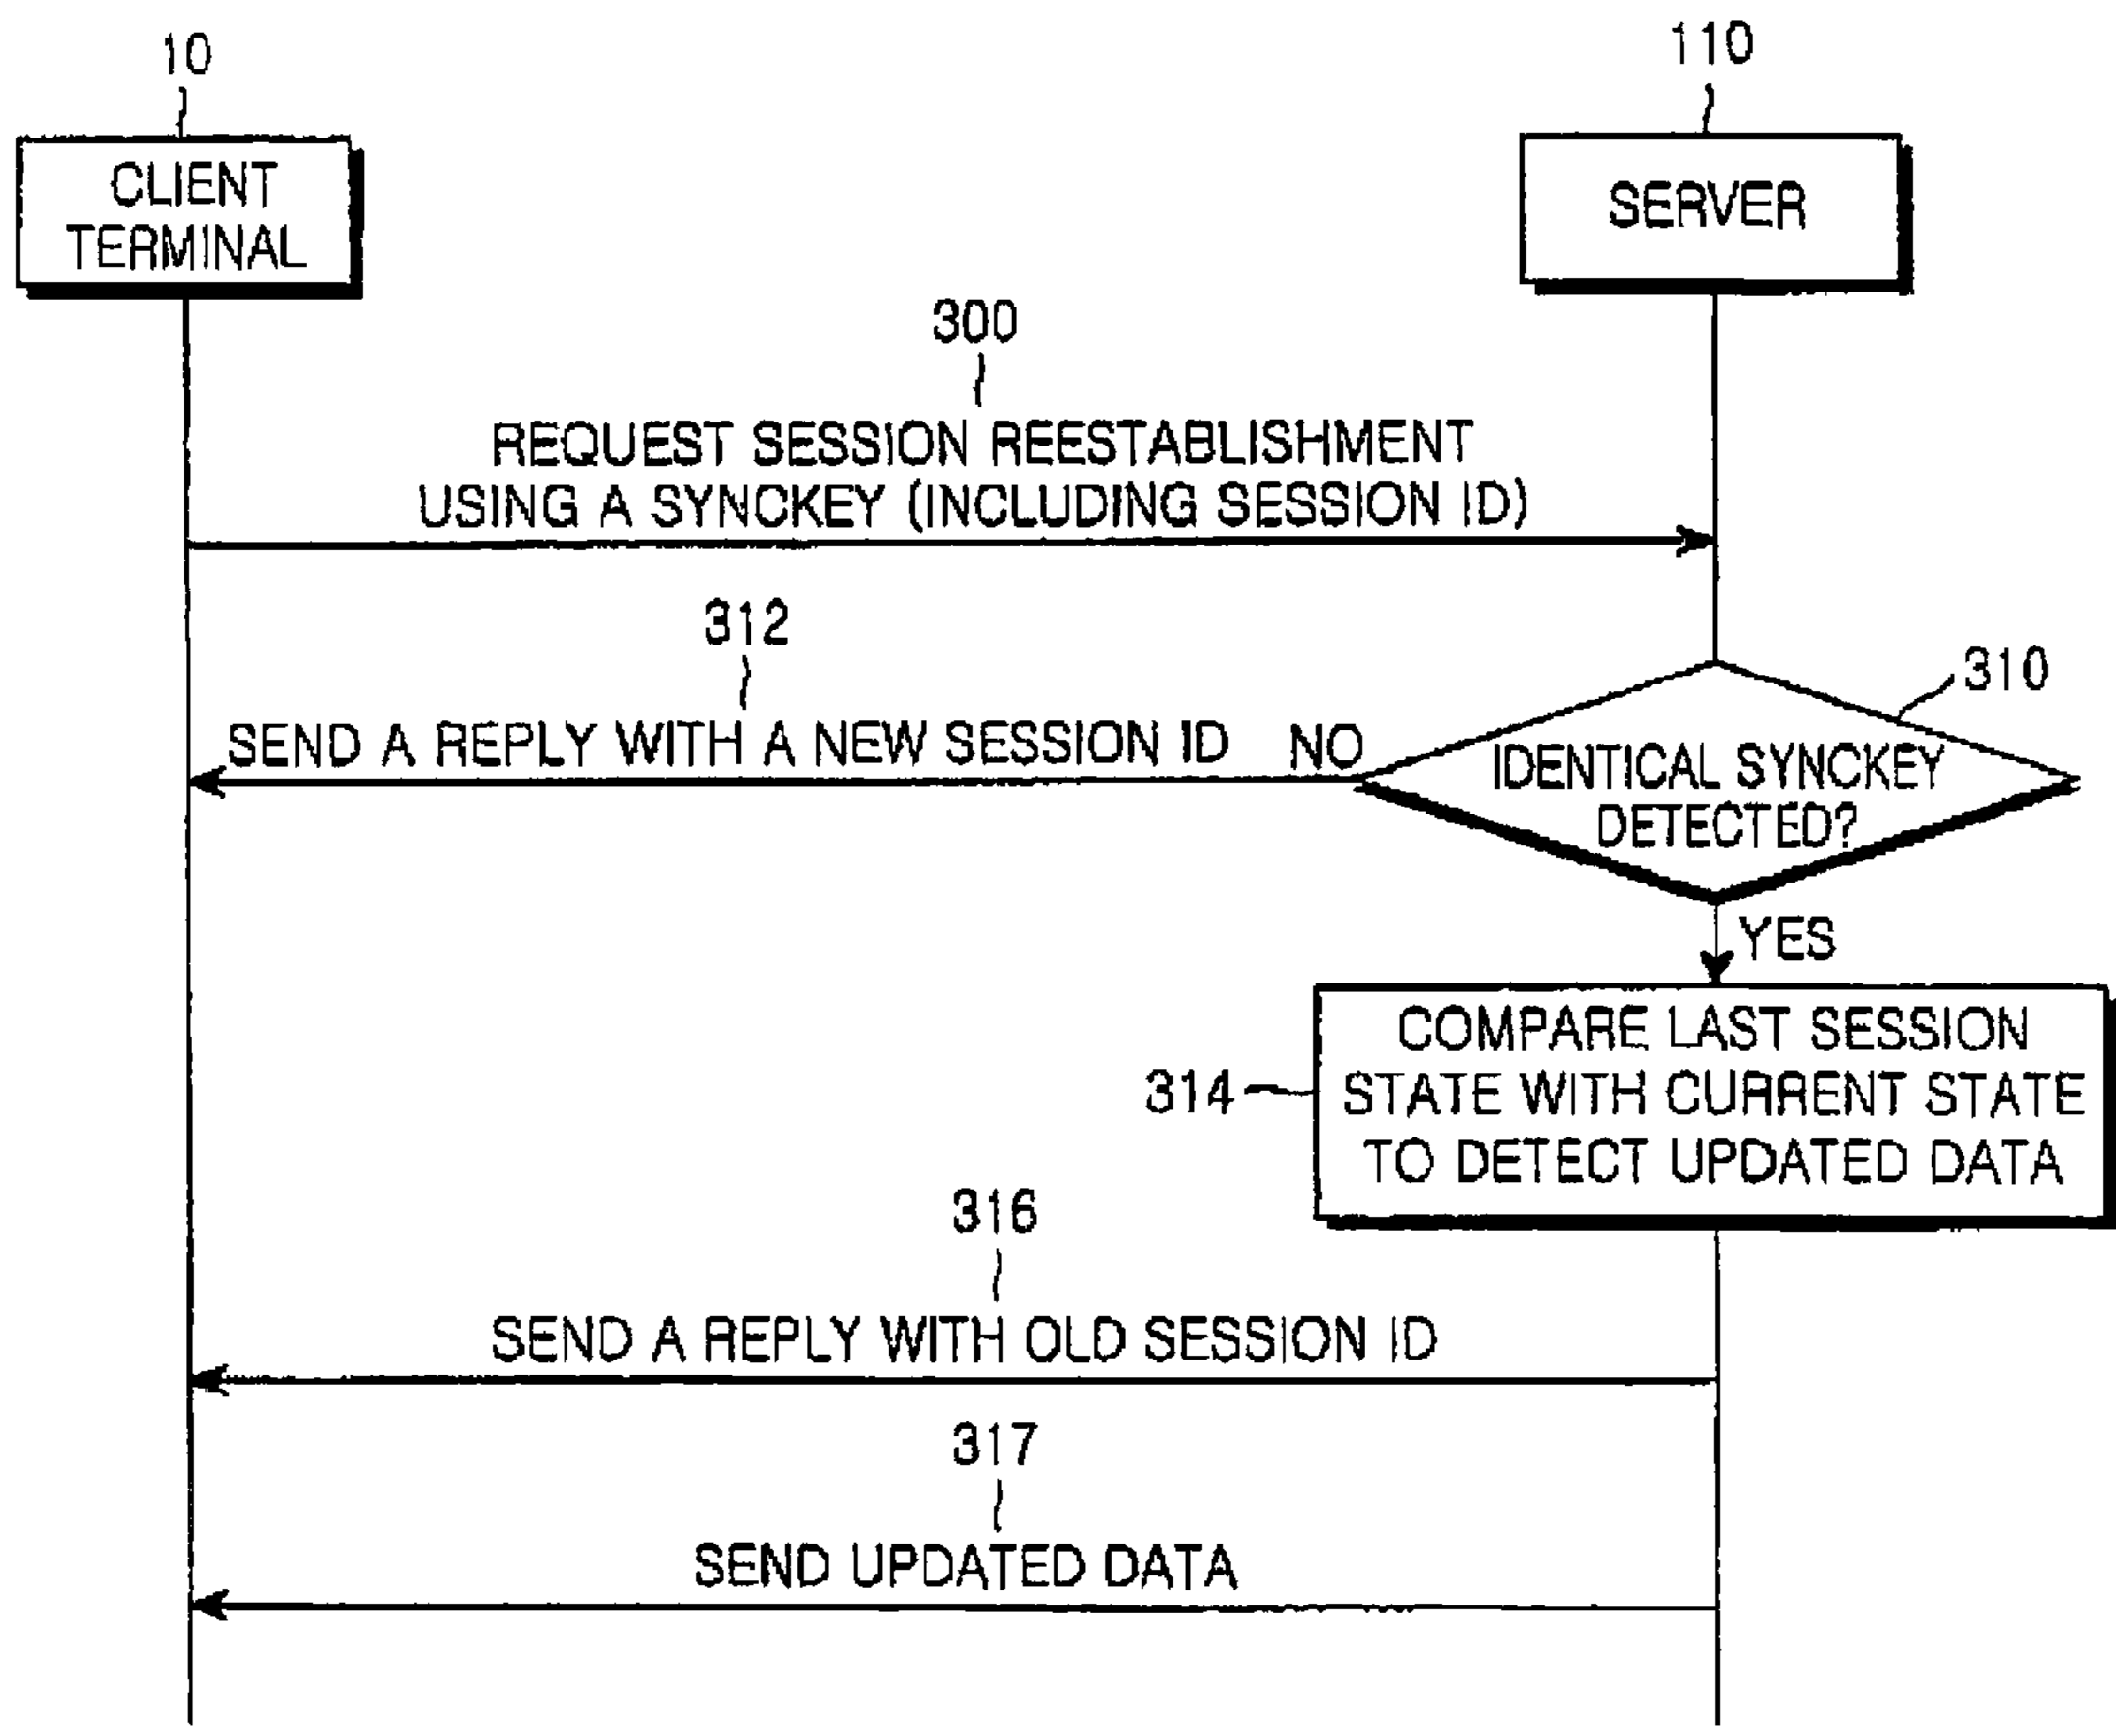 10
110
CLIENT
TERMINAL
SERVER
300
REQUEST SESSION REESTABLISHMENT
USING A SYNCKEY (INCLUDING SESSION ID)
312
310
SEND A REPLY WITH A NEW SESSION ID
NO
IDENTICAL SYNCKEY
DETECTED?
YES
COMPARE LAST SESSION
STATE WITH CURRENT STATE
TO DETECT UPDATED DATA
314
316
SEND A REPLY WITH OLD SESSION ID
317
SEND UPDATED DATA